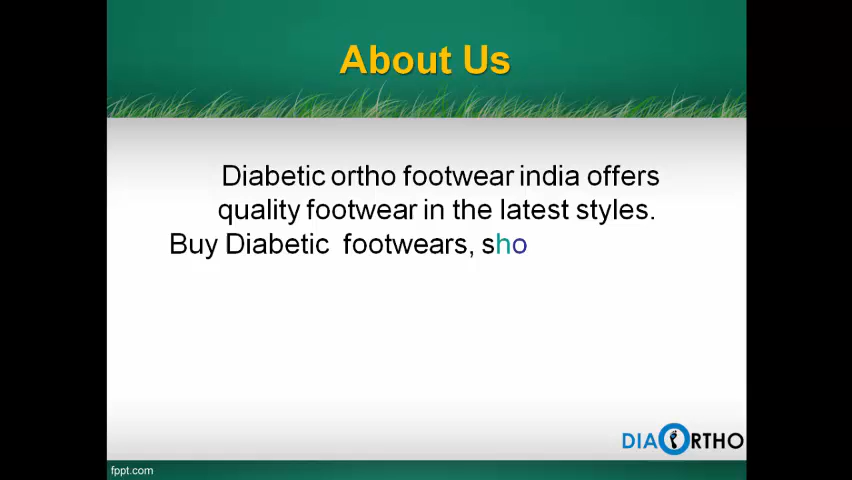 About Us
Diabetic ortho footwear india offers
quality footwear in the latest styles.
Buy Diabetic footwears, sho
DIAORTHO
fppt.com